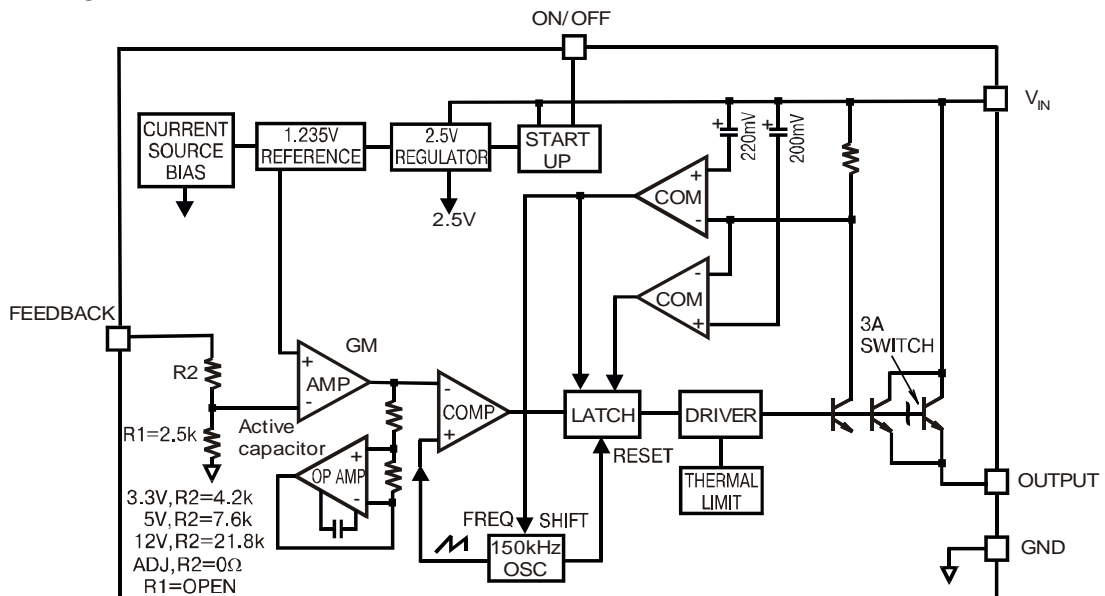 ON/OFF
V_IN
CURRENT
SOURCE
BIAS
1.235V
REFERENCE
2.5V
REGULATOR
START
UP
2.5V
+
220mV
+
200mV
+
COM
-
-
COM
+
FEEDBACK
R2
R1=2.5k
3.3V,R2=4.2k
5V,R2=7.6k
12V,R2=21.8k
ADJ,R2=0Ω
R1=OPEN
GM
+
AMP
-
Active
capacitor
+
OP AMP
-
-
COMP
+
LATCH
RESET
DRIVER
THERMAL
LIMIT
3A
SWITCH
FREQ SHIFT
150kHz
OSC
OUTPUT
GND